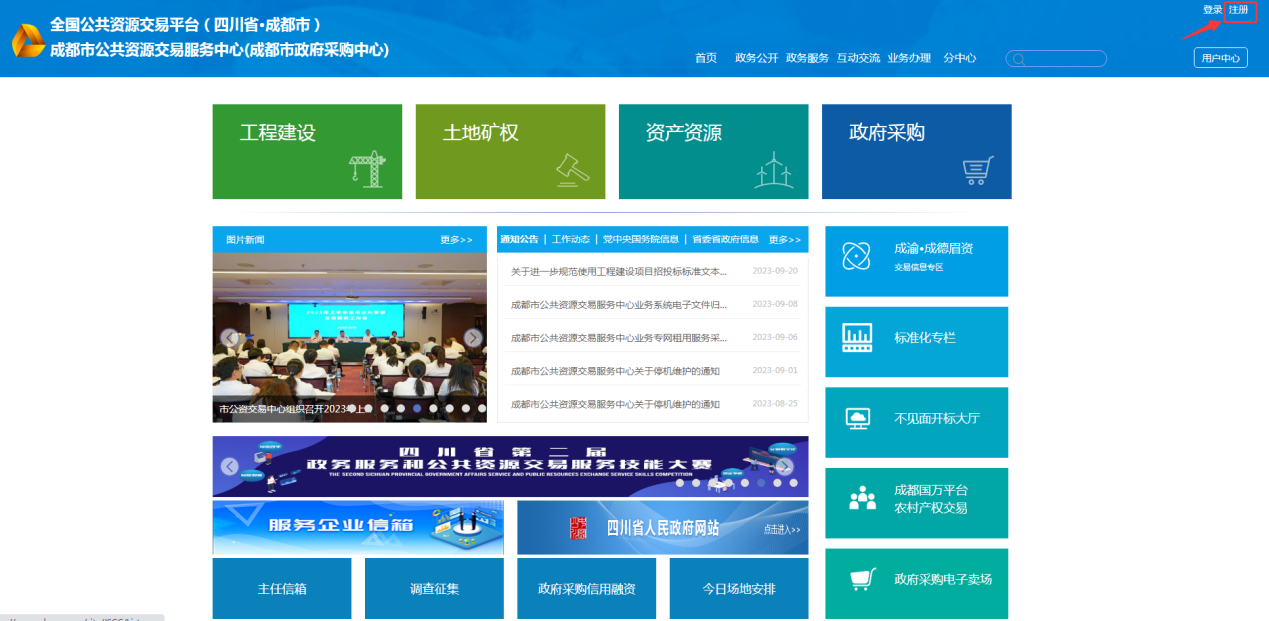 全国公共资源交易平台（四川省·成都市）
成都市公共资源交易服务中心(成都市政府采购中心)
登录 注册
首页 政务公开 政务服务 互动交流 业务办理 分中心
用户中心
工程建设
土地矿权
资产资源
政府采购
图片新闻 更多>>
市公资交易中心组织召开2023年上
通知公告 | 工作动态 | 党中央国务院信息 | 省委省政府信息 更多>>
关于进一步规范使用工程建设项目招投标标准文本... 2023-09-20
成都市公共资源交易服务中心业务系统电子文件归... 2023-09-08
成都市公共资源交易服务中心业务专网租用服务采... 2023-09-06
成都市公共资源交易服务中心关于停机维护的通知 2023-09-01
成都市公共资源交易服务中心关于停机维护的通知 2023-08-25
成渝·成德眉资
交易信息专区
标准化专栏
不见面开标大厅
成都国万平台
农村产权交易
政府采购电子卖场
四川省第二届
政务服务和公共资源交易服务技能大赛
THE SECOND SICHUAN PROVINCIAL GOVERNMENT AFFAIRS SERVICE AND PUBLIC RESOURCES EXCHANGE SERVICE SKILLS COMPETITION
服务企业信箱
四川省人民政府网站 点击进入>>
主任信箱
调查征集
政府采购信用融资
今日场地安排